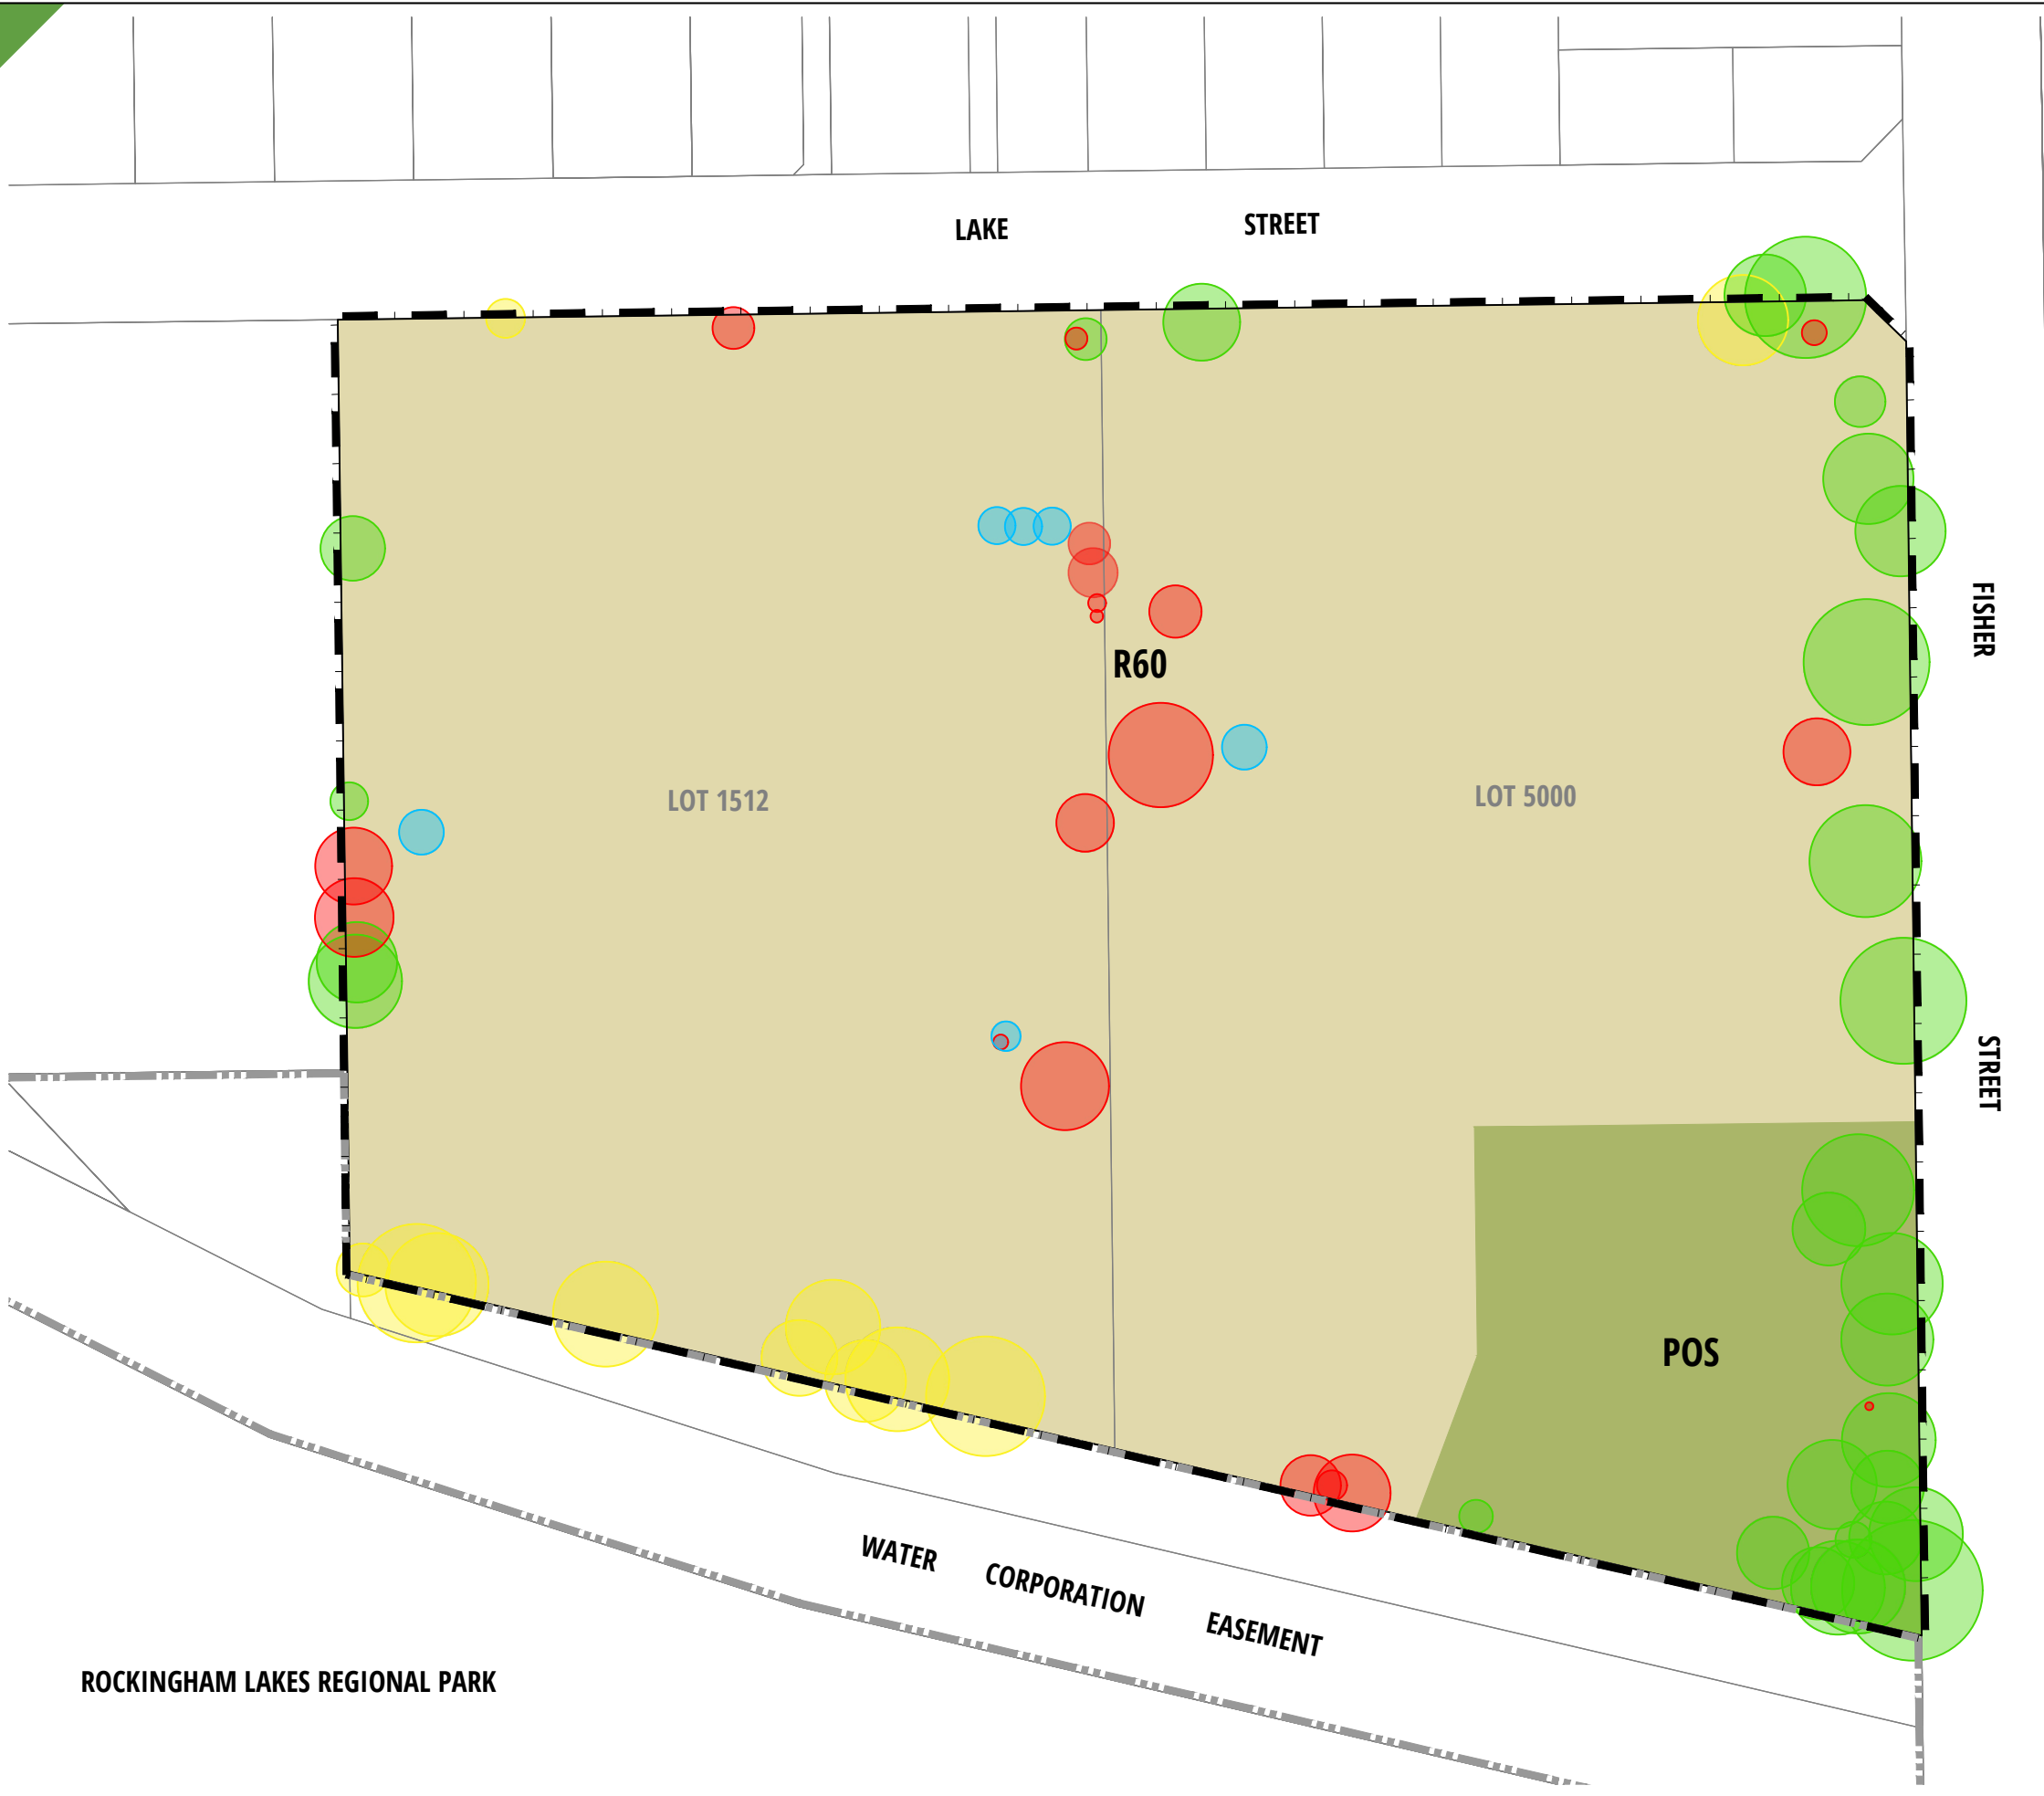 LAKE STREET
FISHER
R60
LOT 1512
LOT 5000
STREET
POS
WATER CORPORATION EASEMENT
ROCKINGHAM LAKES REGIONAL PARK